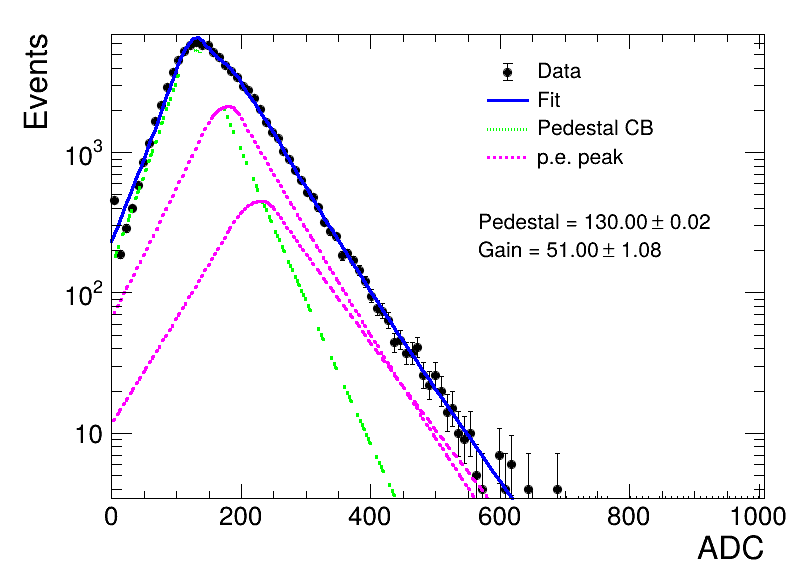 Events
Data
Fit
Pedestal CB
p.e. peak
Pedestal = 130.00 ± 0.02
Gain = 51.00 ± 1.08
10³
10²
10
0 200 400 600 800 1000
ADC